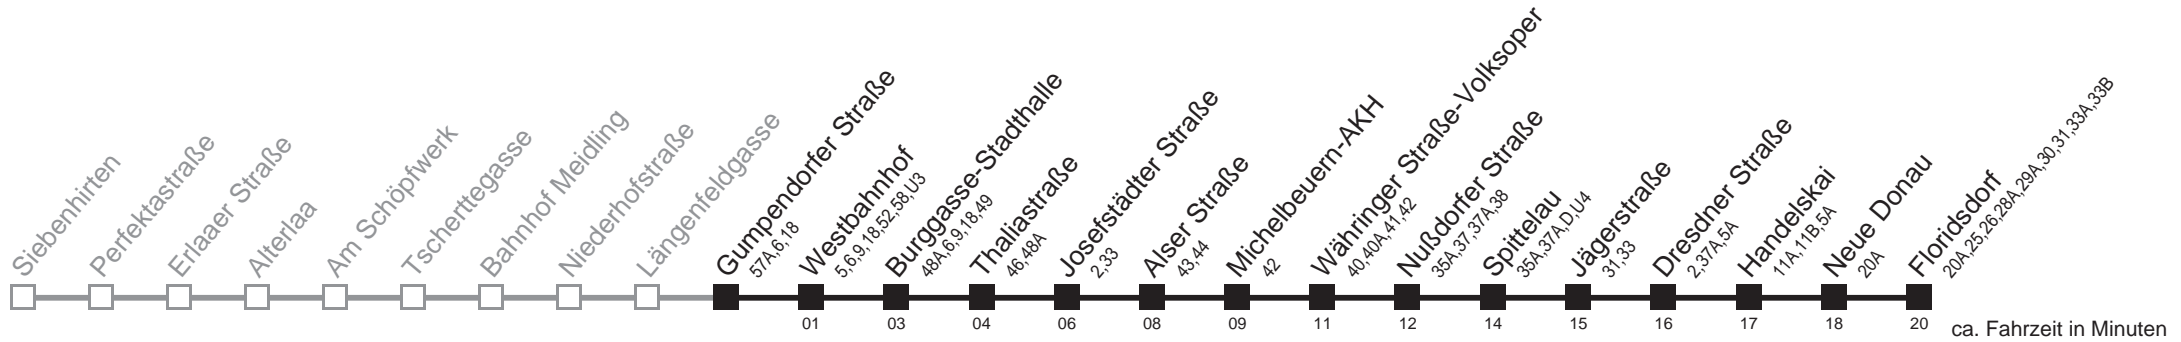 Siebenhirten
Perfektastraße
Erlaaer Straße
Alterlaa
Am Schöpfwerk
Tscherttegasse
Bahnhof Meidling
Niederhofstraße
Längenfeldgasse
Gumpendorfer Straße
57A,6,18
Westbahnhof
5,6,9,18,52,58,U3
Burggasse-Stadthalle
48A,6,9,18,49
Thaliastraße
46,48A
Josefstädter Straße
2,33
Alser Straße
43,44
Michelbeuern-AKH
42
Währinger Straße-Volksoper
40,40A,41,42
Nußdorfer Straße
35A,37,37A,38
Spittelau
35A,37A,D,U4
Jägerstraße
31,33
Dresdner Straße
2,37A,5A
Handelskai
11A,11B,5A
Neue Donau
20A
Floridsdorf
20A,25,26,28A,29A,30,31,33A,33B
01 03 04 06 08 09 11 12 14 15 16 17 18 20 ca. Fahrzeit in Minuten